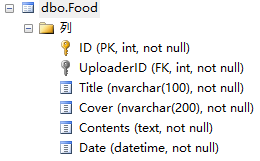 dbo.Food
列
ID (PK, int, not null)
UploaderID (FK, int, not null)
Title (nvarchar(100), not null)
Cover (nvarchar(200), not null)
Contents (text, not null)
Date (datetime, not null)